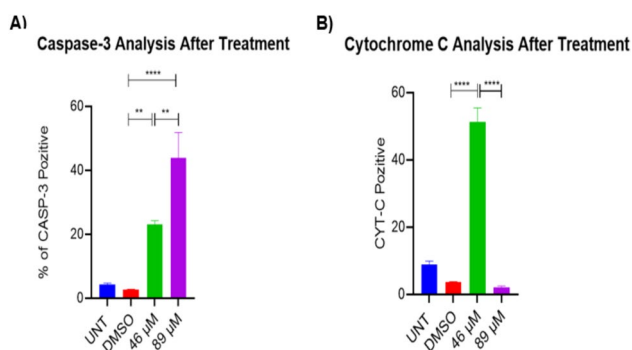 A)
Caspase-3 Analysis After Treatment
****
** **
% of CASP-3 Pozitive
60
40
20
0
UNT
DMSO
46 µM
89 µM
B)
Cytochrome C Analysis After Treatment
**** ****
CYT-C Pozitive
60
40
20
0
UNT
DMSO
46 µM
89 µM